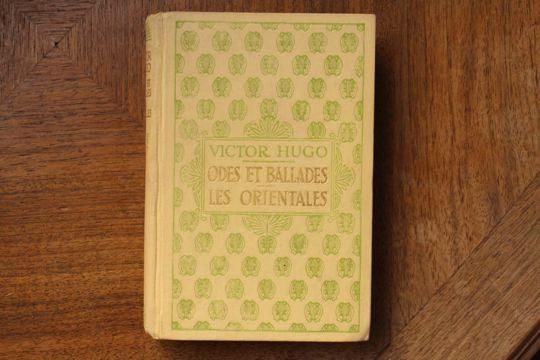 VICTOR HUGO
ODES ET BALLADES
LES ORIENTALES